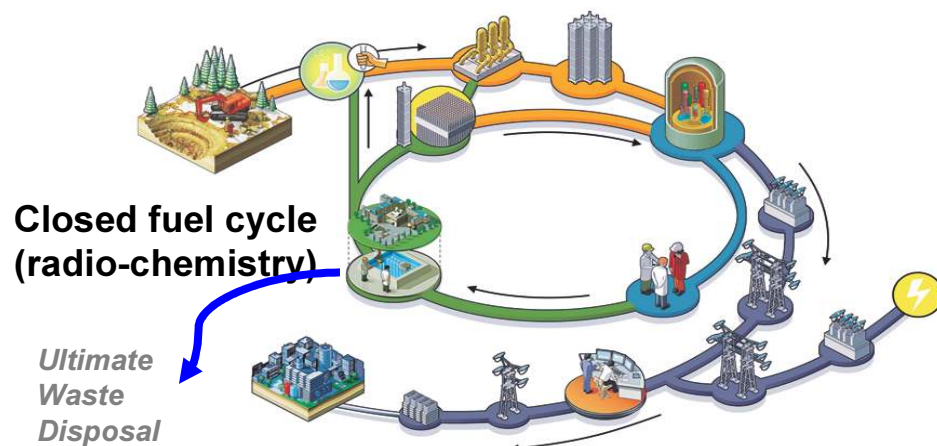 Closed fuel cycle
(radio-chemistry)
Ultimate
Waste
Disposal